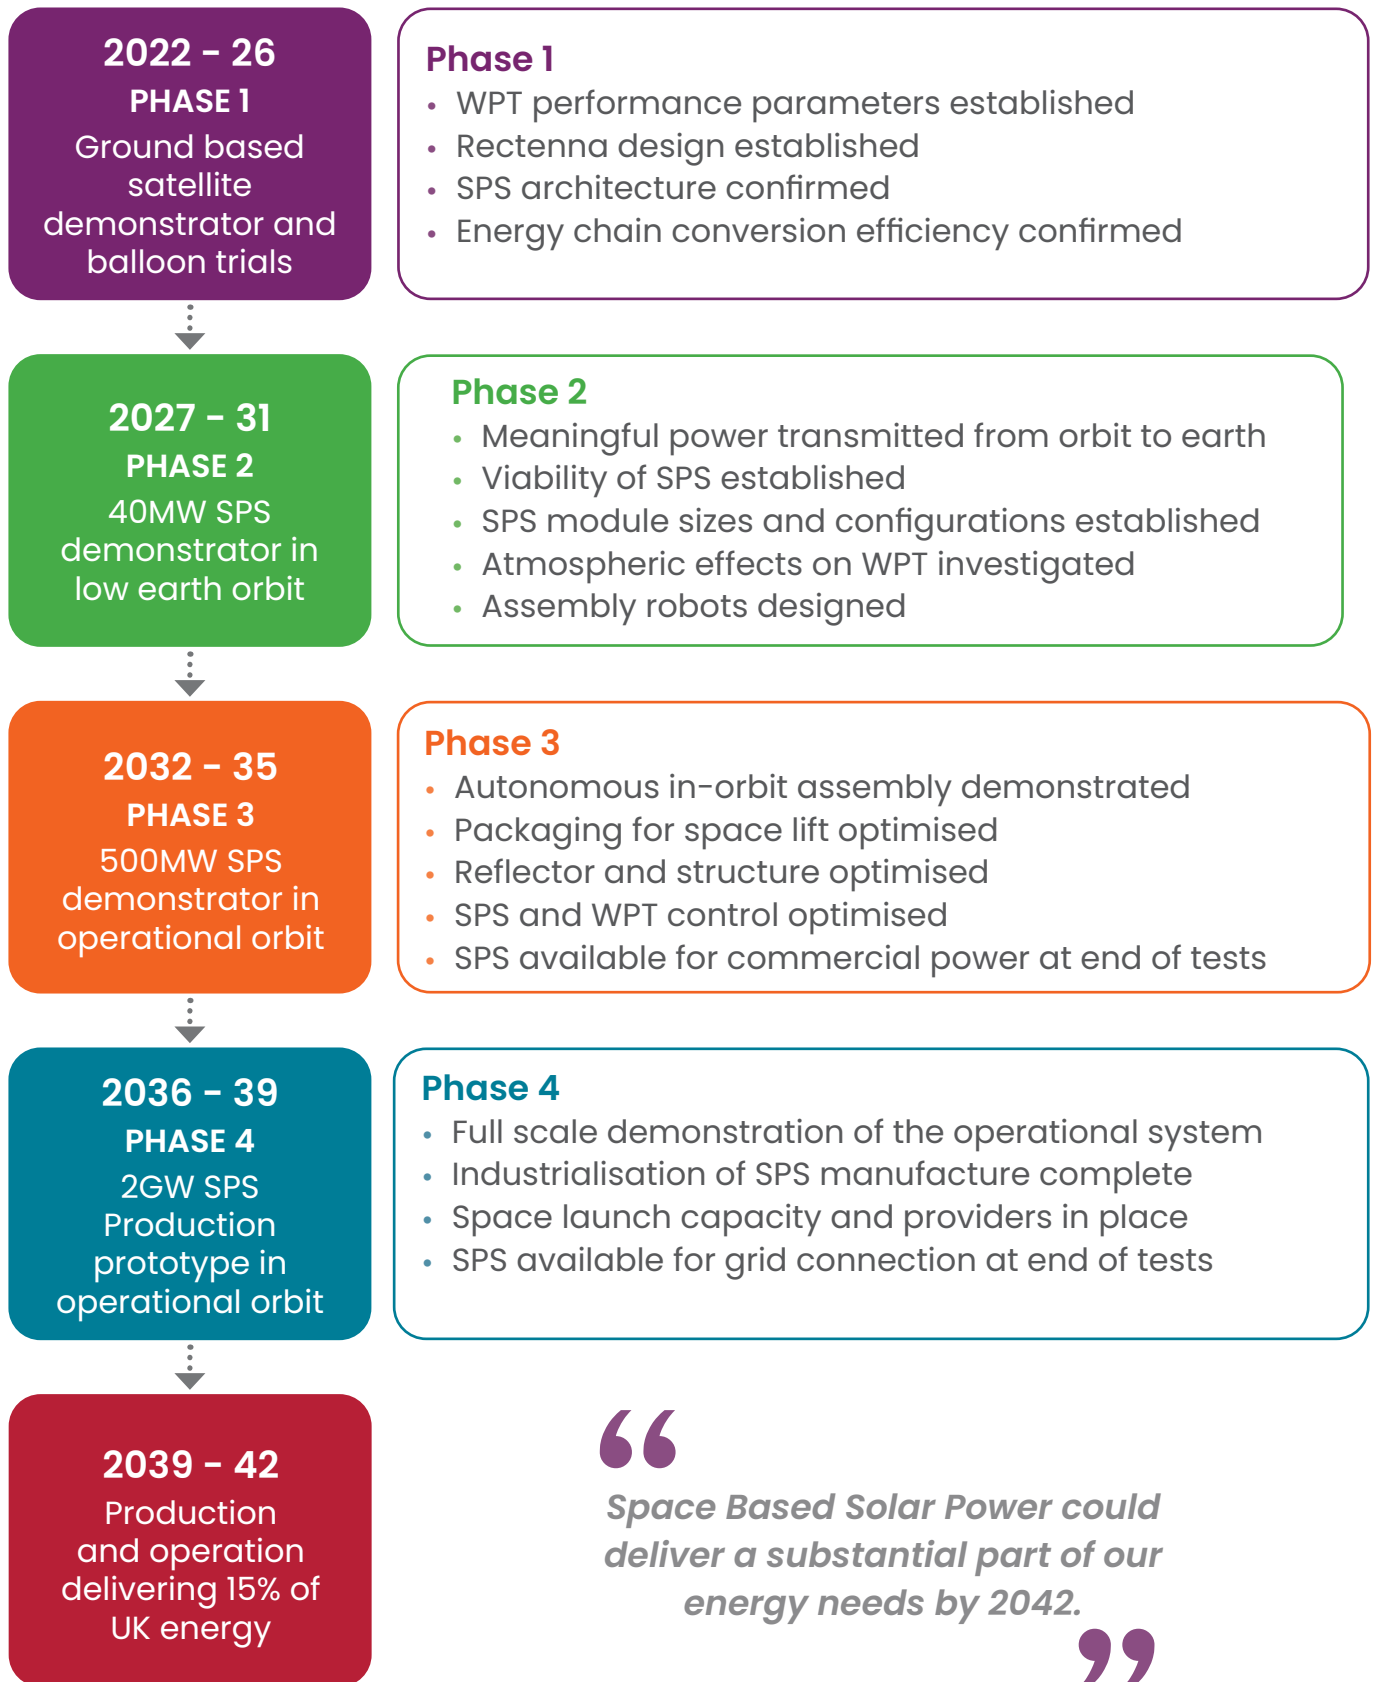 2022 - 26
PHASE 1
Ground based
satellite
demonstrator and
balloon trials
Phase 1
• WPT performance parameters established
• Rectenna design established
• SPS architecture confirmed
• Energy chain conversion efficiency confirmed
2027 - 31
PHASE 2
40MW SPS
demonstrator in
low earth orbit
Phase 2
• Meaningful power transmitted from orbit to earth
• Viability of SPS established
• SPS module sizes and configurations established
• Atmospheric effects on WPT investigated
• Assembly robots designed
2032 - 35
PHASE 3
500MW SPS
demonstrator in
operational orbit
Phase 3
• Autonomous in-orbit assembly demonstrated
• Packaging for space lift optimised
• Reflector and structure optimised
• SPS and WPT control optimised
• SPS available for commercial power at end of tests
2036 - 39
PHASE 4
2GW SPS
Production
prototype in
operational orbit
Phase 4
• Full scale demonstration of the operational system
• Industrialisation of SPS manufacture complete
• Space launch capacity and providers in place
• SPS available for grid connection at end of tests
2039 - 42
Production
and operation
delivering 15% of
UK energy
“
Space Based Solar Power could
deliver a substantial part of our
energy needs by 2042.
”